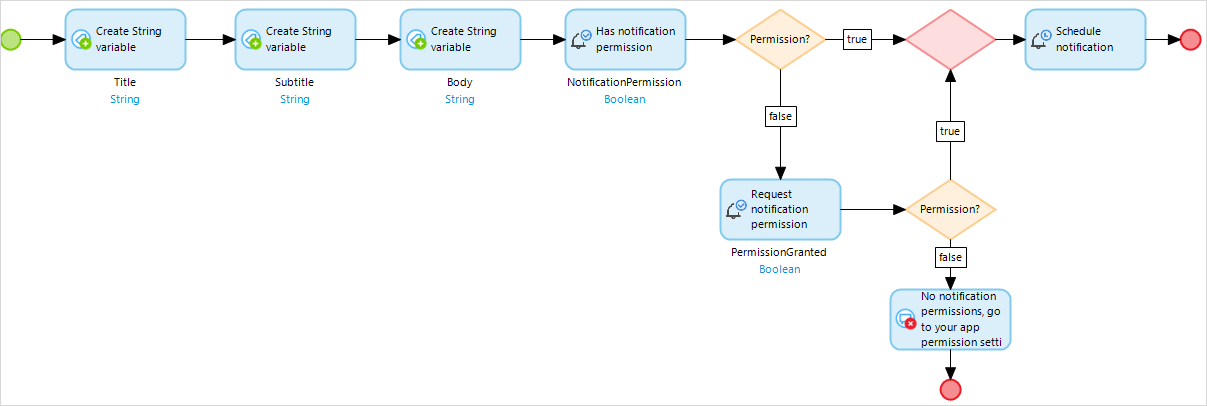 Create String
variable
Title
String
Create String
variable
Subtitle
String
Create String
variable
Body
String
Has notification
permission
NotificationPermission
Boolean
Permission?
true
Schedule
notification
false
true
Request
notification
permission
PermissionGranted
Boolean
Permission?
false
No notification
permissions, go
to your app
permission setti